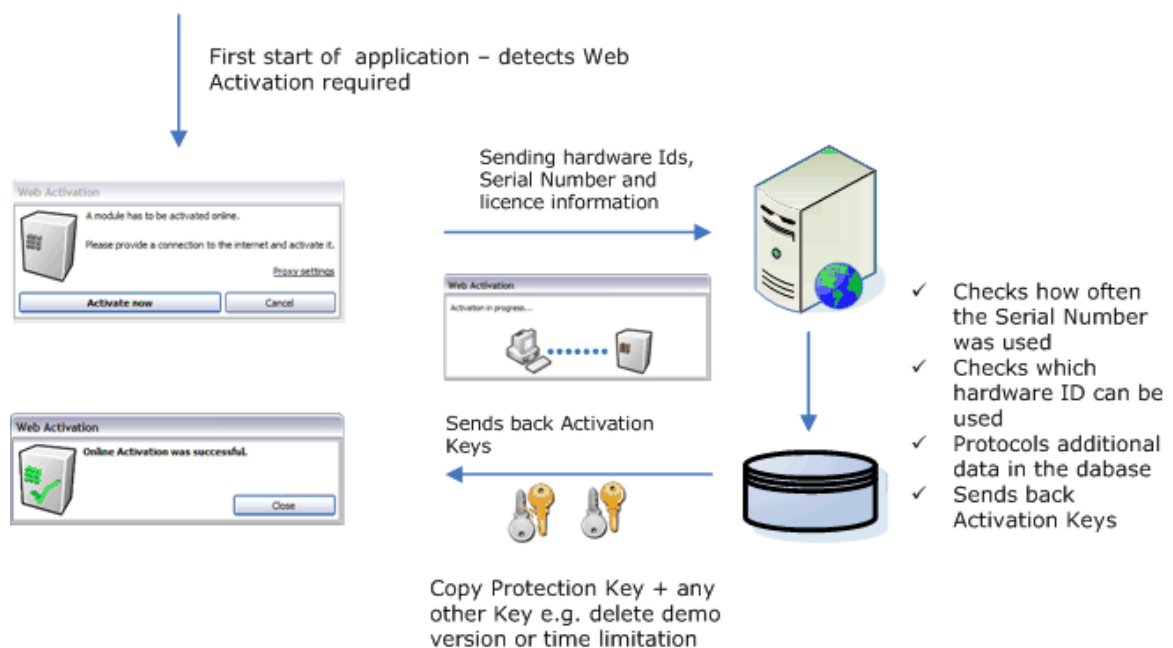 First start of  application – detects Web
Activation required
Web Activation
A module has to be activated online.
Please provide a connection to the internet and activate it.
Proxy settings
Activate now
Cancel
Sending hardware Ids,
Serial Number and
licence information
Web Activation
Activation in progress....
✓ Checks how often
the Serial Number
was used
✓ Checks which
hardware ID can be
used
✓ Protocols additional
data in the dabase
✓ Sends back
Activation Keys
Web Activation
Online Activation was successful.
Close
Sends back Activation
Keys
Copy Protection Key + any
other Key e.g. delete demo
version or time limitation